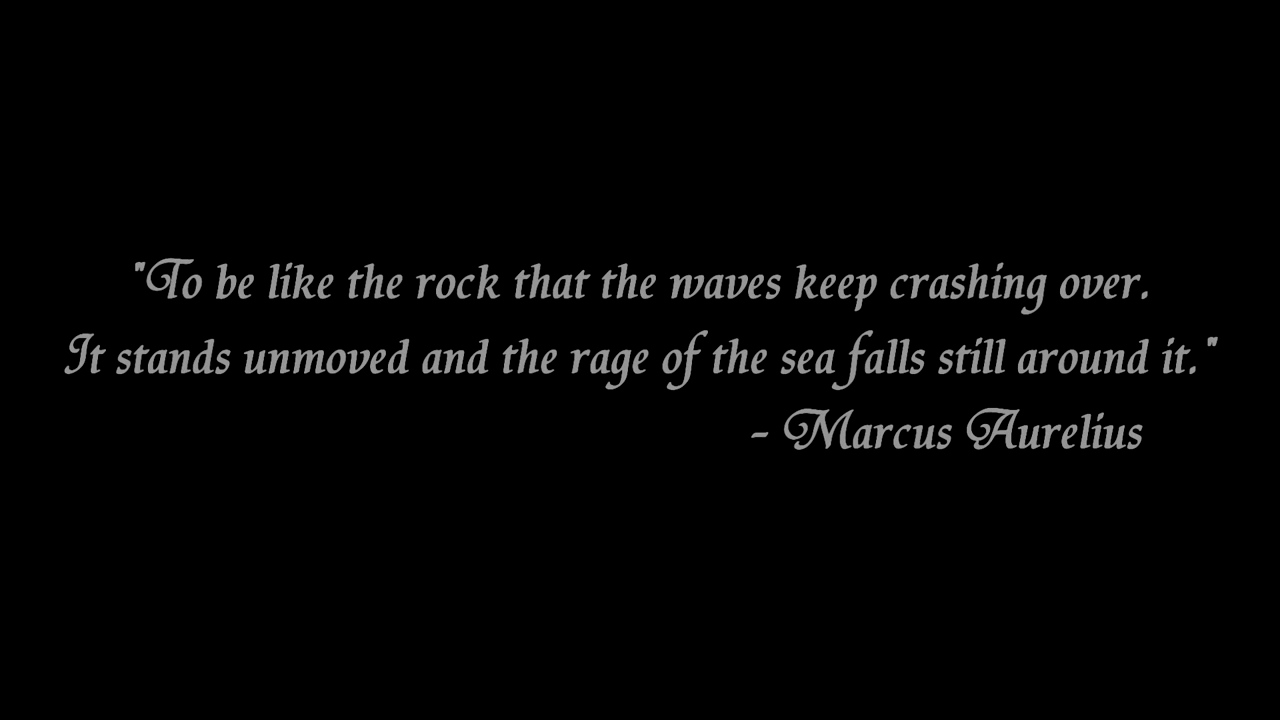 "To be like the rock that the waves keep crashing over.
It stands unmoved and the rage of the sea falls still around it."
- Marcus Aurelius